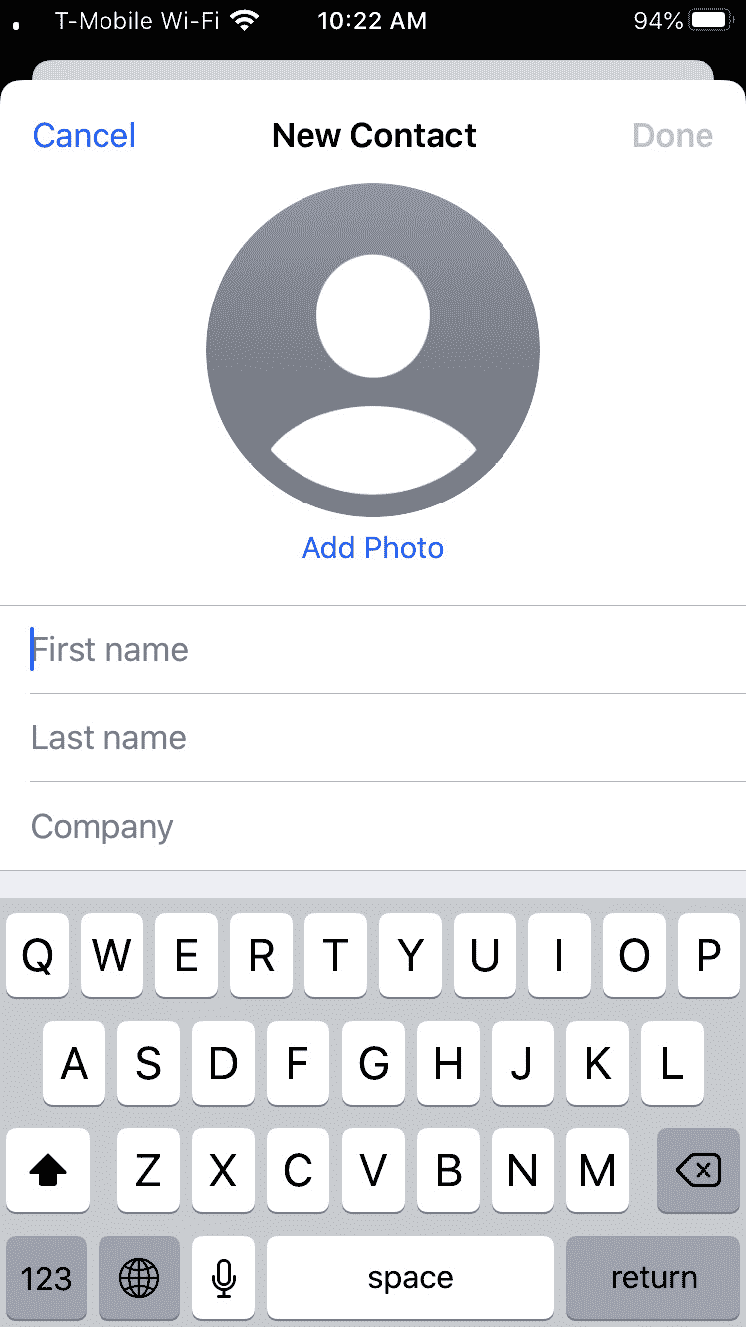 T-Mobile Wi-Fi 10:22 AM 94%
Cancel New Contact Done
Add Photo
First name
Last name
Company
Q W E R T Y U I O P
A S D F G H J K L
Z X C V B N M
123 space return